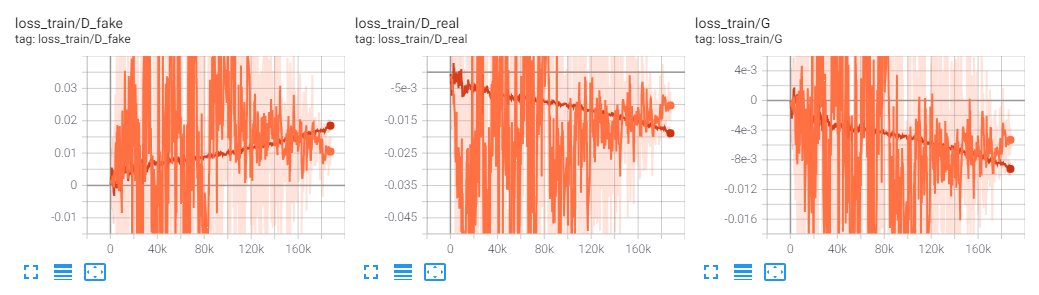 loss_train/D_fake
tag: loss_train/D_fake
0.03
0.02
0.01
0
-0.01
0 40k 80k 120k 160k
loss_train/D_real
tag: loss_train/D_real
-5e-3
-0.015
-0.025
-0.035
-0.045
0 40k 80k 120k 160k
loss_train/G
tag: loss_train/G
4e-3
0
-4e-3
-8e-3
-0.012
-0.016
0 40k 80k 120k 160k